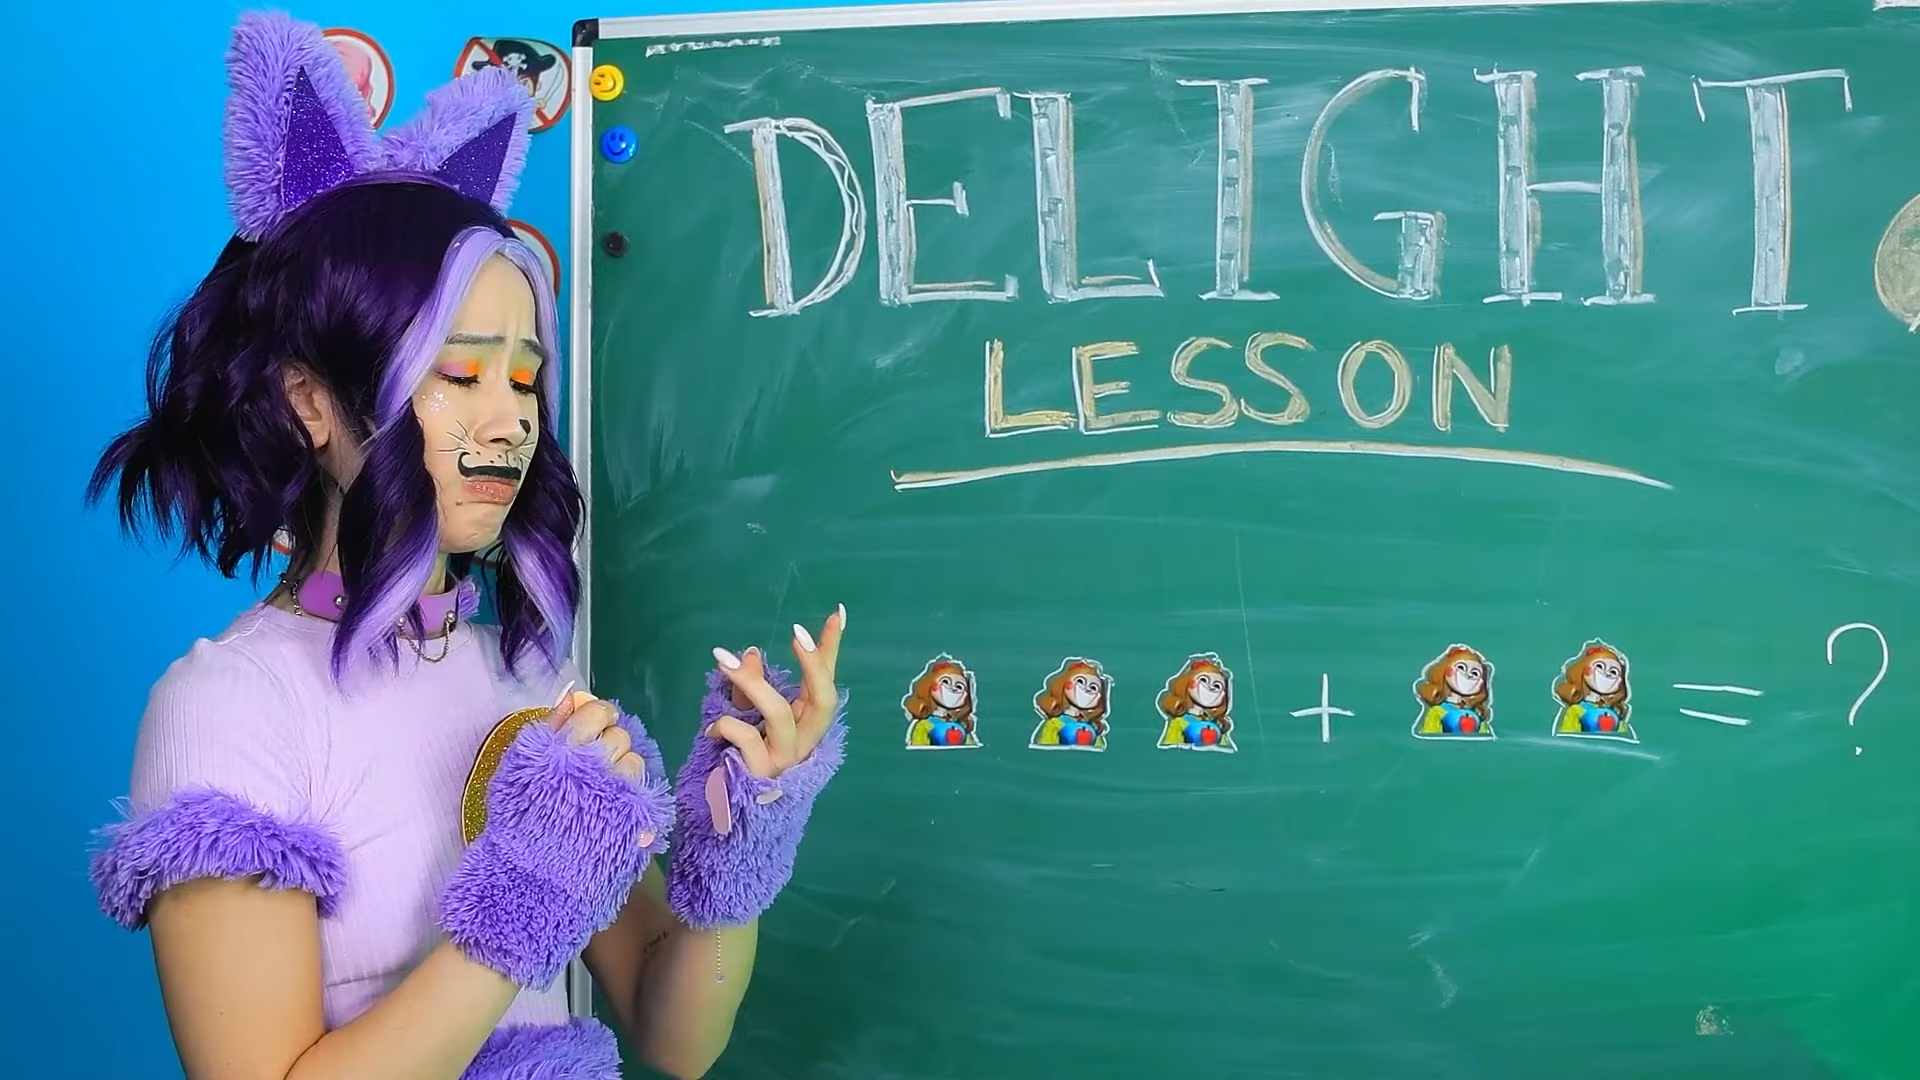 DELIGHT
LESSON
+ = ?